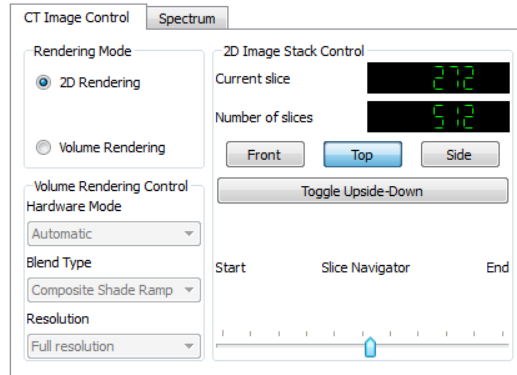 CT Image Control
Spectrum
Rendering Mode
2D Rendering
Volume Rendering
Volume Rendering Control
Hardware Mode
Automatic
Blend Type
Composite Shade Ramp
Resolution
Full resolution
2D Image Stack Control
Current slice 272
Number of slices 512
Front Top Side
Toggle Upside-Down
Start Slice Navigator End